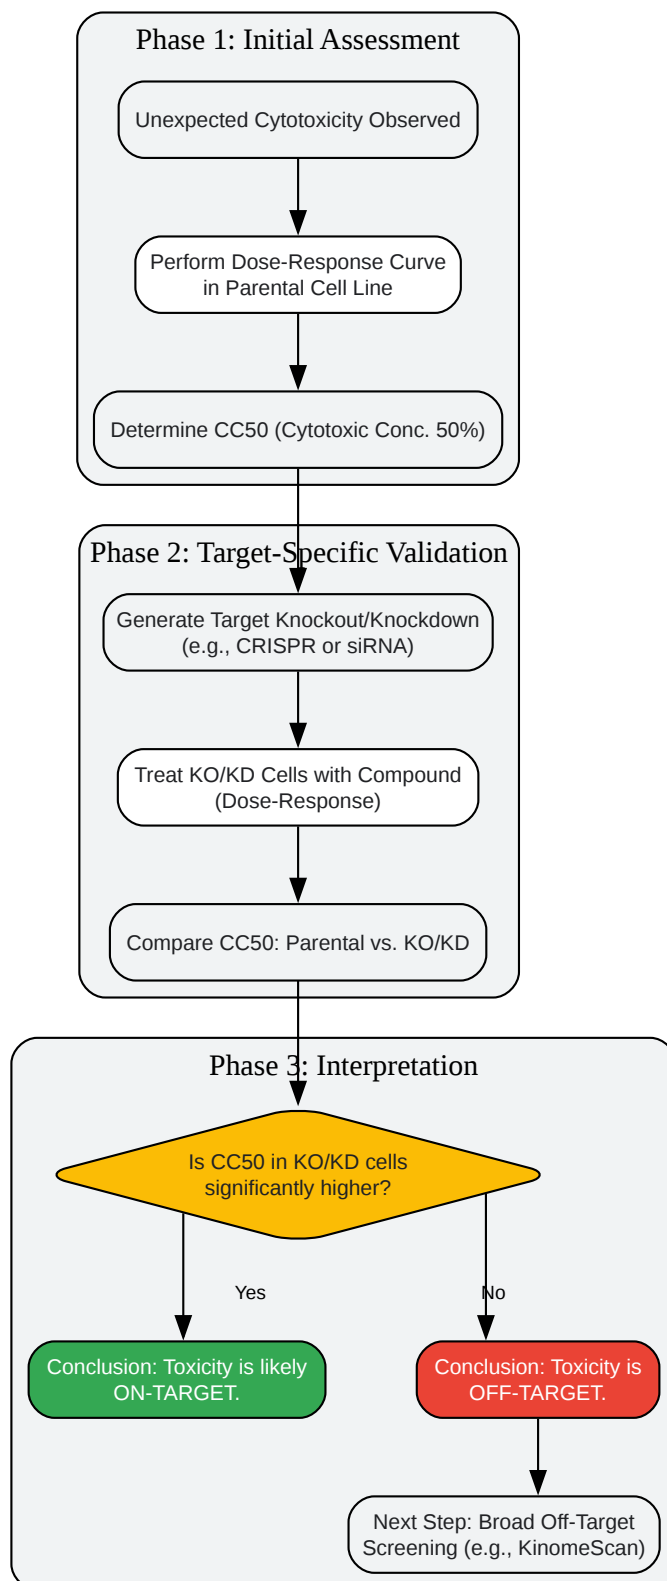 Phase 1: Initial Assessment
Unexpected Cytotoxicity Observed
Perform Dose-Response Curve
in Parental Cell Line
Determine CC50 (Cytotoxic Conc. 50%)
Phase 2: Target-Specific Validation
Generate Target Knockout/Knockdown
(e.g., CRISPR or siRNA)
Treat KO/KD Cells with Compound
(Dose-Response)
Compare CC50: Parental vs. KO/KD
Phase 3: Interpretation
Is CC50 in KO/KD cells
significantly higher?
Yes
No
Conclusion: Toxicity is likely
ON-TARGET.
Conclusion: Toxicity is
OFF-TARGET.
Next Step: Broad Off-Target
Screening (e.g., KinomeScan)